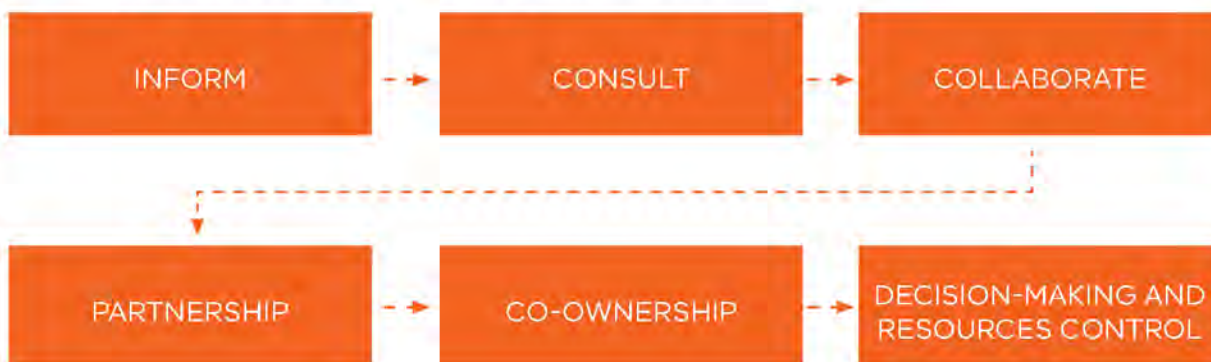 INFORM
CONSULT
COLLABORATE
PARTNERSHIP
CO-OWNERSHIP
DECISION-MAKING AND
RESOURCES CONTROL